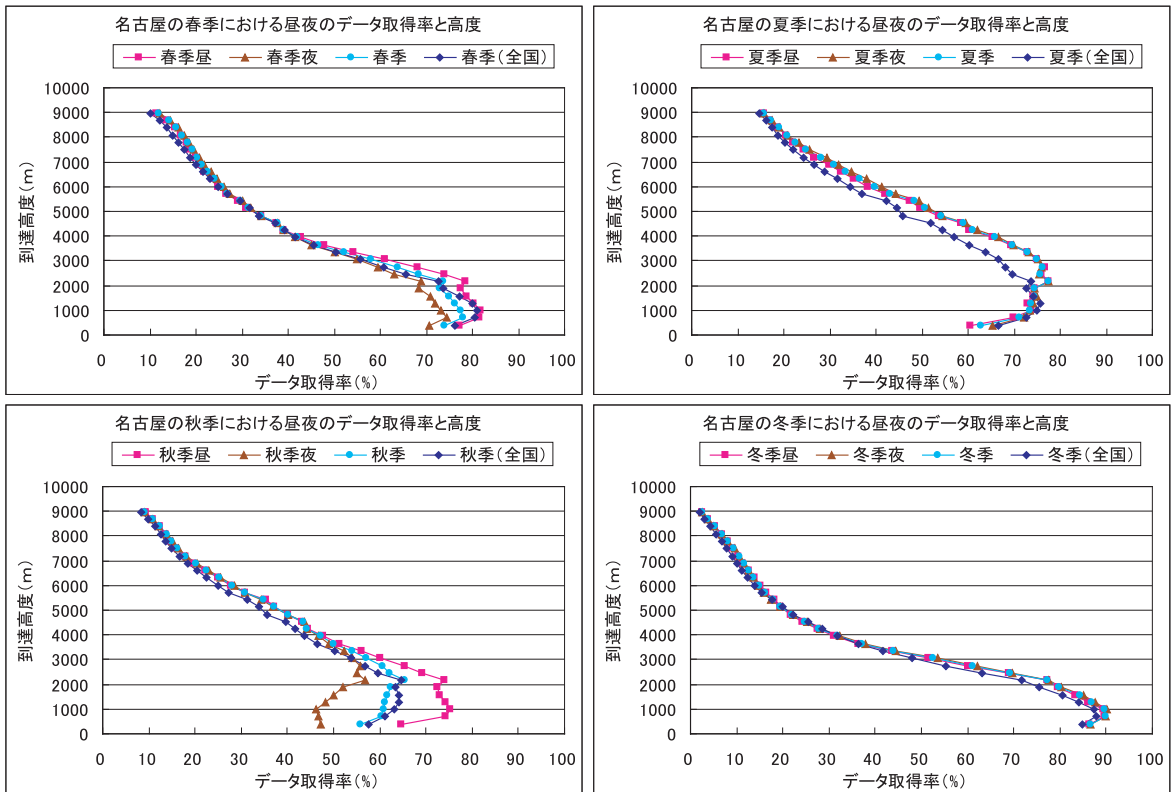 名古屋の春季における昼夜のデータ取得率と高度
春季昼 春季夜 春季 春季(全国)
到達高度(m)
10000
9000
8000
7000
6000
5000
4000
3000
2000
1000
0
0 10 20 30 40 50 60 70 80 90 100
データ取得率(%)
名古屋の夏季における昼夜のデータ取得率と高度
夏季昼 夏季夜 夏季 夏季(全国)
到達高度(m)
10000
9000
8000
7000
6000
5000
4000
3000
2000
1000
0
0 10 20 30 40 50 60 70 80 90 100
データ取得率(%)
名古屋の秋季における昼夜のデータ取得率と高度
秋季昼 秋季夜 秋季 秋季(全国)
到達高度(m)
10000
9000
8000
7000
6000
5000
4000
3000
2000
1000
0
0 10 20 30 40 50 60 70 80 90 100
データ取得率(%)
名古屋の冬季における昼夜のデータ取得率と高度
冬季昼 冬季夜 冬季 冬季(全国)
到達高度(m)
10000
9000
8000
7000
6000
5000
4000
3000
2000
1000
0
0 10 20 30 40 50 60 70 80 90 100
データ取得率(%)